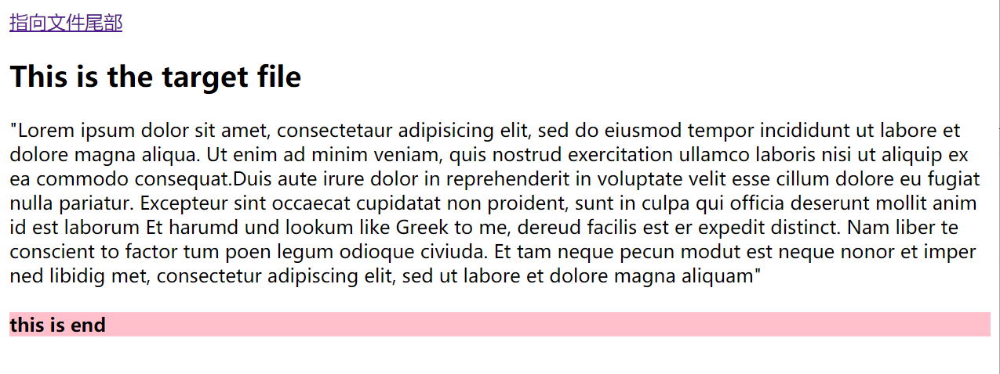 指向文件尾部
This is the target file
"Lorem ipsum dolor sit amet, consectetaur adipisicing elit, sed do eiusmod tempor incididunt ut labore et
dolore magna aliqua. Ut enim ad minim veniam, quis nostrud exercitation ullamco laboris nisi ut aliquip ex
ea commodo consequat.Duis aute irure dolor in reprehenderit in voluptate velit esse cillum dolore eu fugiat
nulla pariatur. Excepteur sint occaecat cupidatat non proident, sunt in culpa qui officia deserunt mollit anim
id est laborum Et harumd und lookum like Greek to me, dereud facilis est er expedit distinct. Nam liber te
conscient to factor tum poen legum odioque civiuda. Et tam neque pecun modut est neque nonor et imper
ned libidig met, consectetur adipiscing elit, sed ut labore et dolore magna aliquam"
this is end